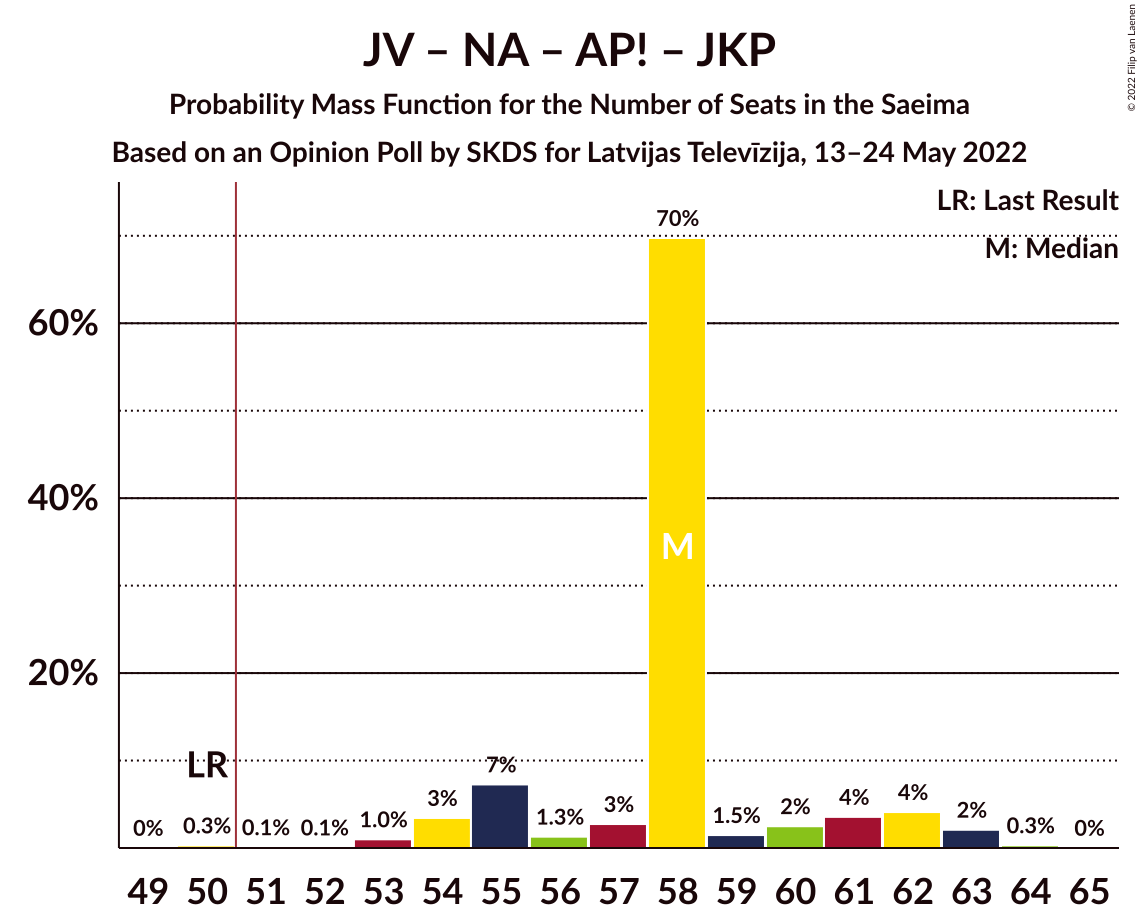 JV – NA – AP! – JKP
Probability Mass Function for the Number of Seats in the Saeima
Based on an Opinion Poll by SKDS for Latvijas Televīzija, 13–24 May 2022
© 2022 Filip van Laenen
LR: Last Result
M: Median
60%
40%
20%
LR
M
0% 0.3% 0.1% 0.1% 1.0% 3% 7% 1.3% 3% 70% 1.5% 2% 4% 4% 2% 0.3% 0%
49 50 51 52 53 54 55 56 57 58 59 60 61 62 63 64 65